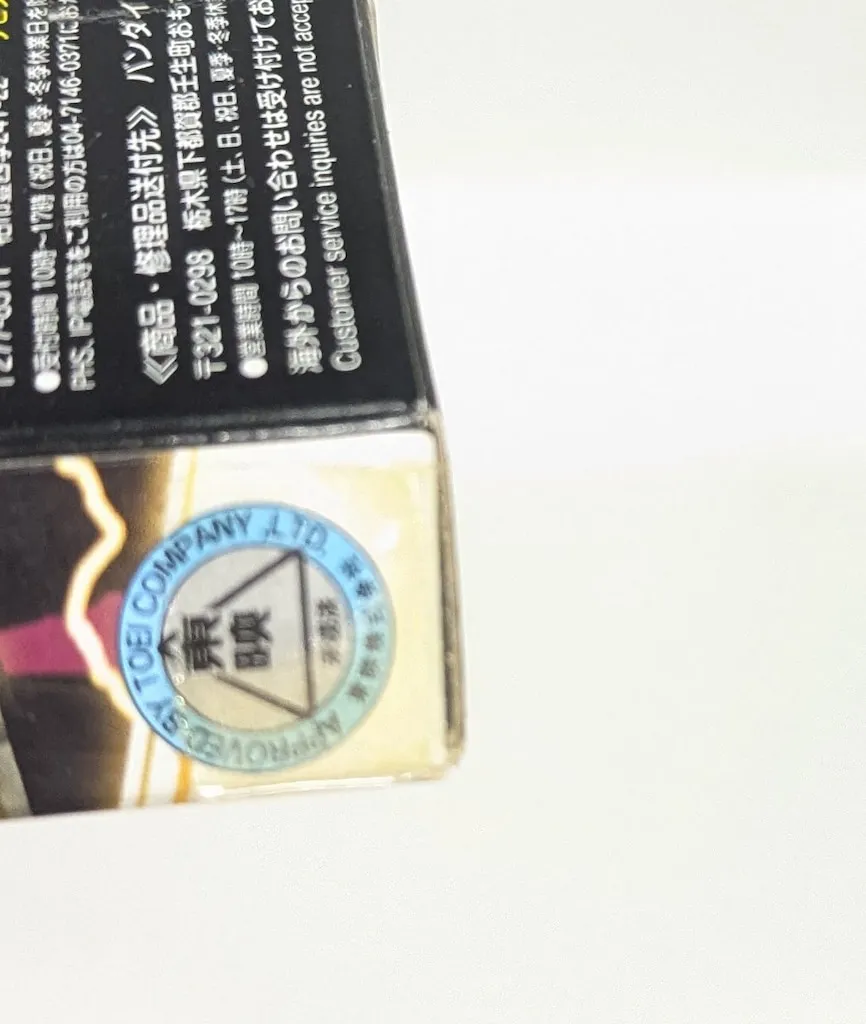 ●受付時間 10時～17時 (祝日、夏季・冬季休業日を
PHS、IP電話等をご利用の方は04-7146-0371に
《商品・修理品送付先》 バンダイ
〒321-0298 栃木県下都賀郡壬生町おも
●営業時間 10時～17時 (土、日、祝日、夏季・冬季休
海外からのお問い合わせは受け付けてお
Customer service inquiries are not accep
APPROVED BY TOEI COMPANY ,LTD.
東映